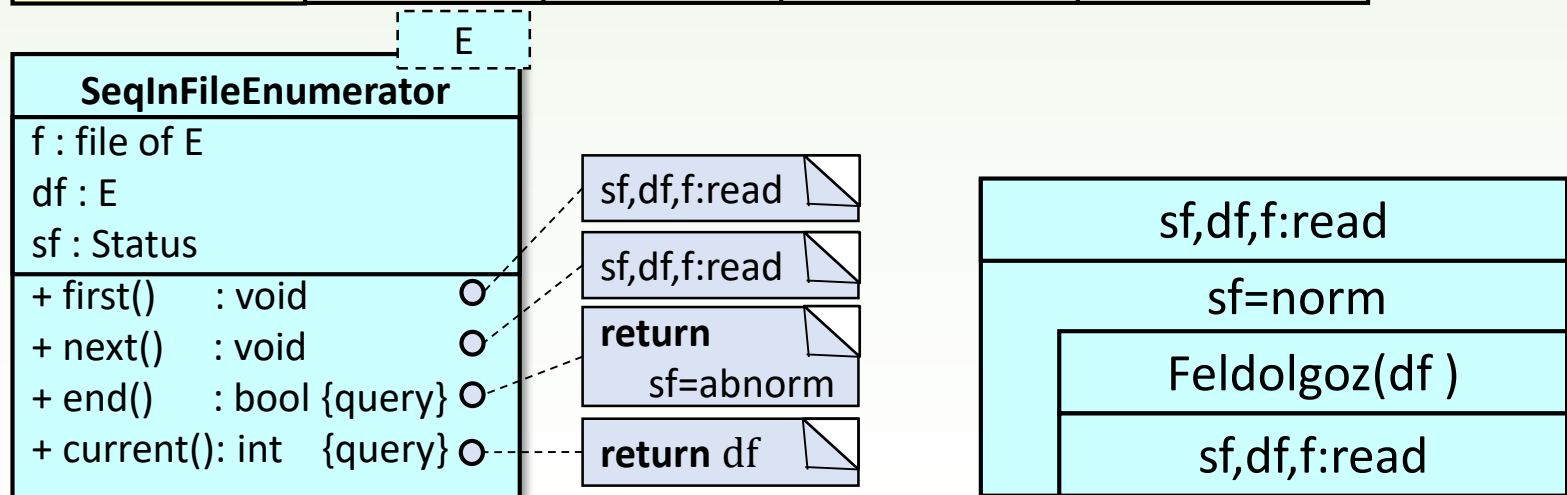 E
SeqInFileEnumerator
f : file of E
df : E
sf : Status
+ first() : void
+ next() : void
+ end() : bool {query}
+ current(): int {query}
sf,df,f:read
sf,df,f:read
return
sf=abnorm
return df
sf,df,f:read
sf=norm
Feldolgoz(df )
sf,df,f:read